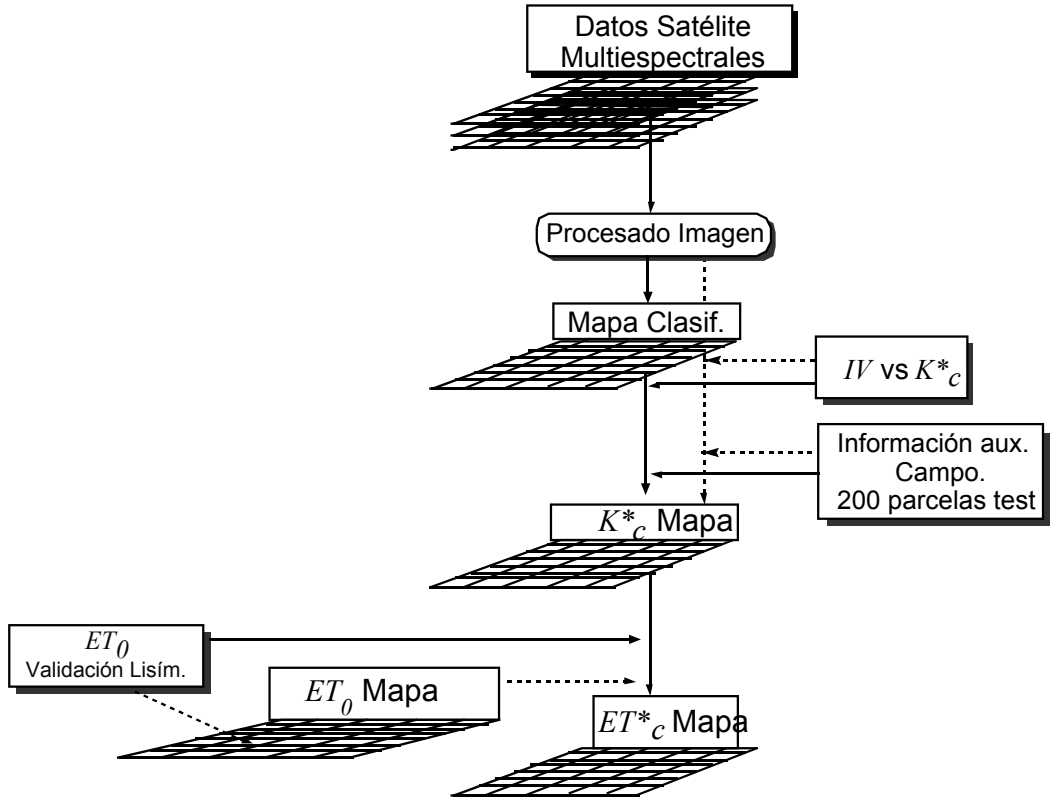 Datos Satélite
Multiespectrales
Procesado Imagen
Mapa Clasif.
IV vs K*c
Información aux.
Campo.
200 parcelas test
K*c Mapa
ET0
Validación Lisím.
ET0 Mapa
ET*c Mapa